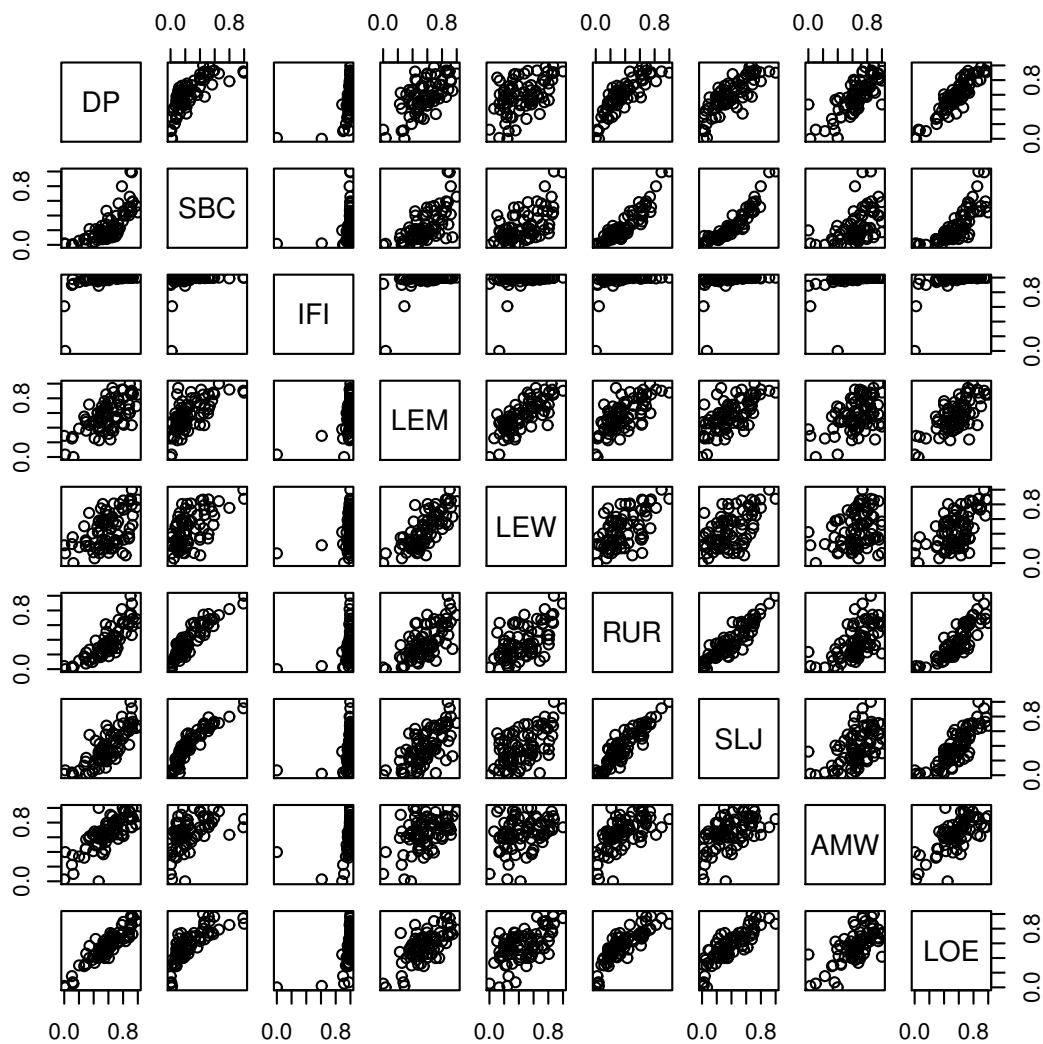 0.0 0.8 0.0 0.8 0.0 0.8 0.0 0.8
DP 0.0 0.8
0.0 0.8 SBC
IFI 0.0 0.8
0.0 0.8 LEM
LEW 0.0 0.8
0.0 0.8 RUR
SLJ 0.0 0.8
0.0 0.8 AMW
LOE 0.0 0.8
0.0 0.8 0.0 0.8 0.0 0.8 0.0 0.8 0.0 0.8